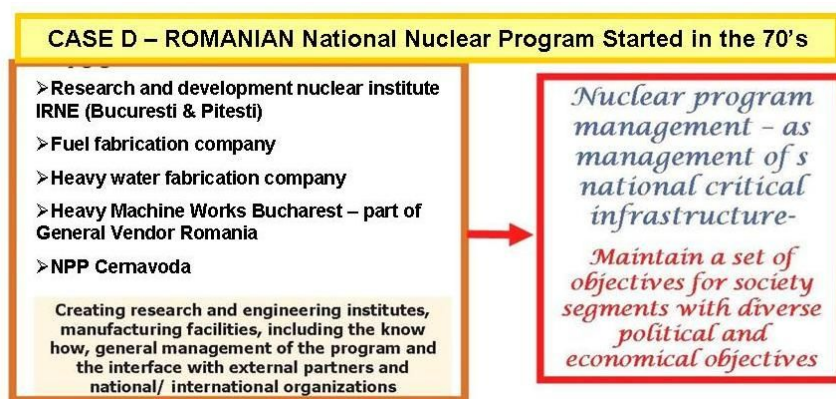 CASE D – ROMANIAN National Nuclear Program Started in the 70's
➢Research and development nuclear institute
IRNE (Bucuresti & Pitesti)
➢Fuel fabrication company
➢Heavy water fabrication company
➢Heavy Machine Works Bucharest – part of
General Vendor Romania
➢NPP Cernavoda
Creating research and engineering institutes,
manufacturing facilities, including the know
how, general management of the program and
the interface with external partners and
national/ international organizations
Nuclear program
management – as
management of s
national critical
infrastructure-
Maintain a set of
objectives for society
segments with diverse
political and
economical objectives